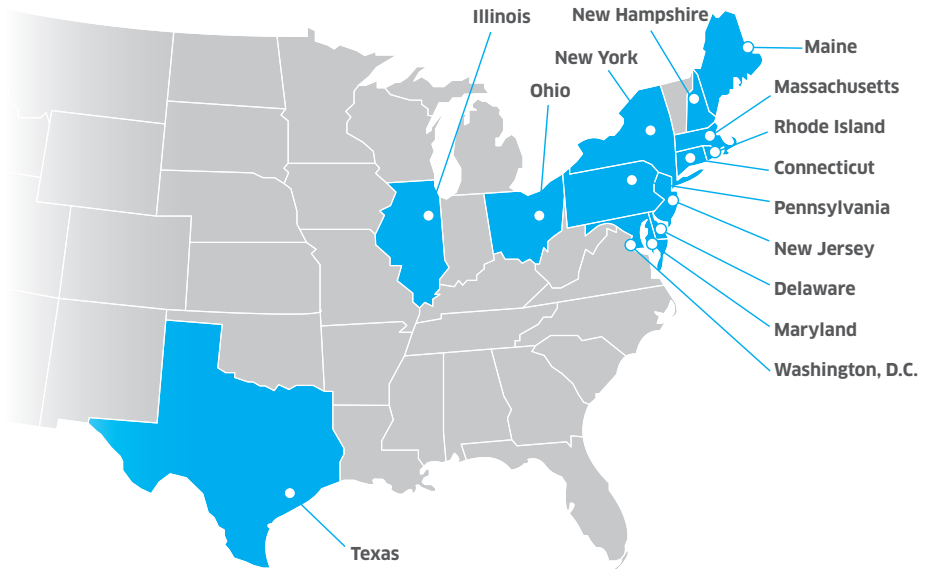 Illinois
New Hampshire
Maine
New York
Ohio
Massachusetts
Rhode Island
Connecticut
Pennsylvania
New Jersey
Delaware
Maryland
Washington, D.C.
Texas